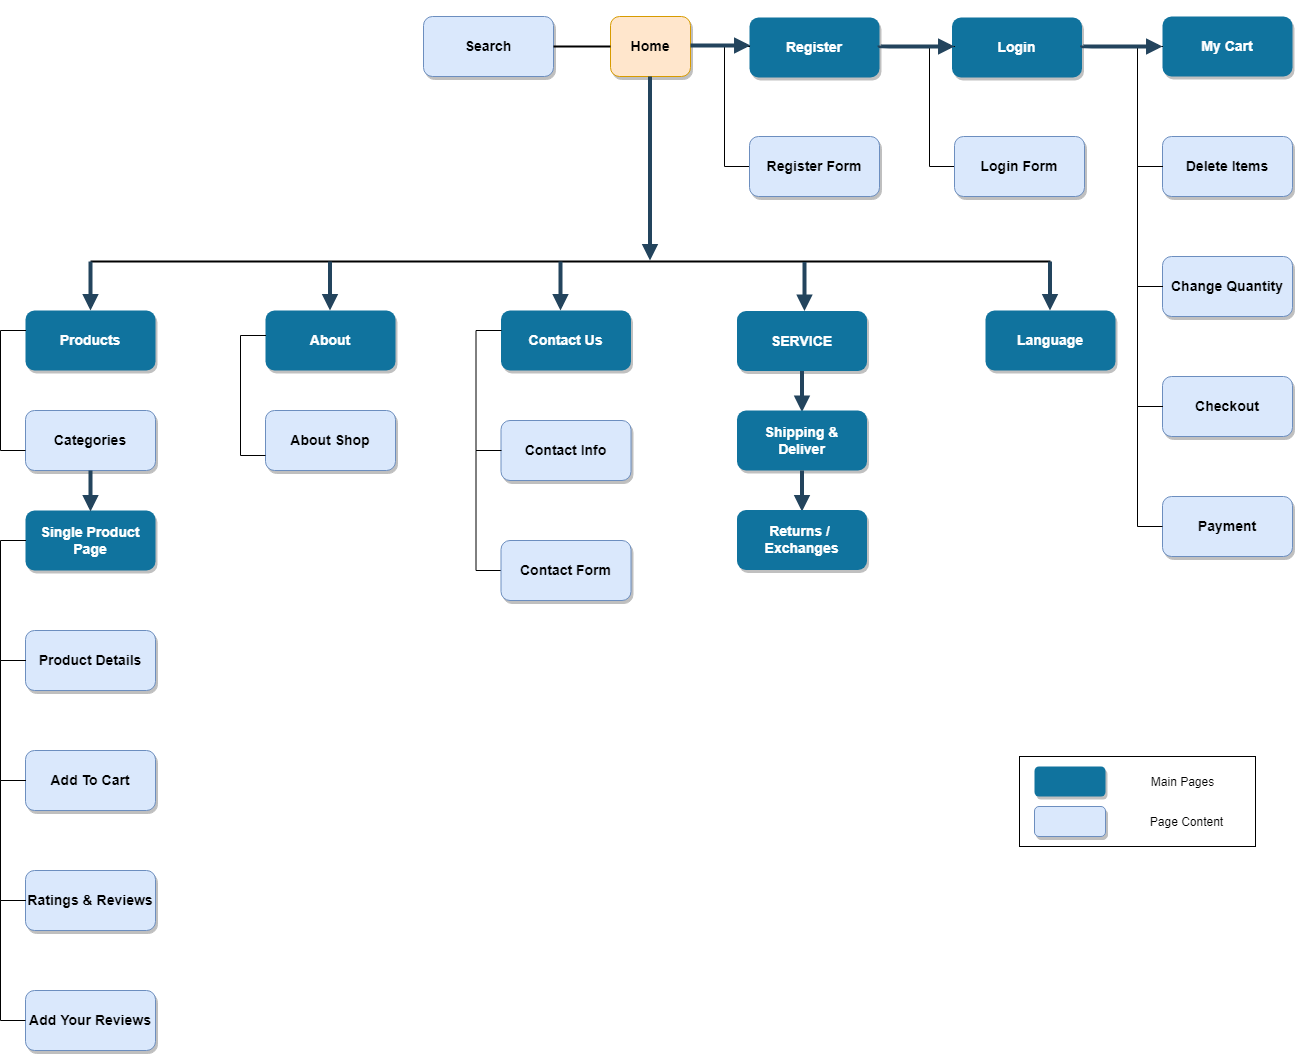 Search
Home
Register
Login
My Cart
Register Form
Login Form
Delete Items
Change Quantity
Checkout
Payment
Products
About
Contact Us
SERVICE
Language
Categories
About Shop
Contact Info
Shipping &
Deliver
Single Product
Page
Contact Form
Returns /
Exchanges
Product Details
Add To Cart
Ratings & Reviews
Add Your Reviews
Main Pages
Page Content